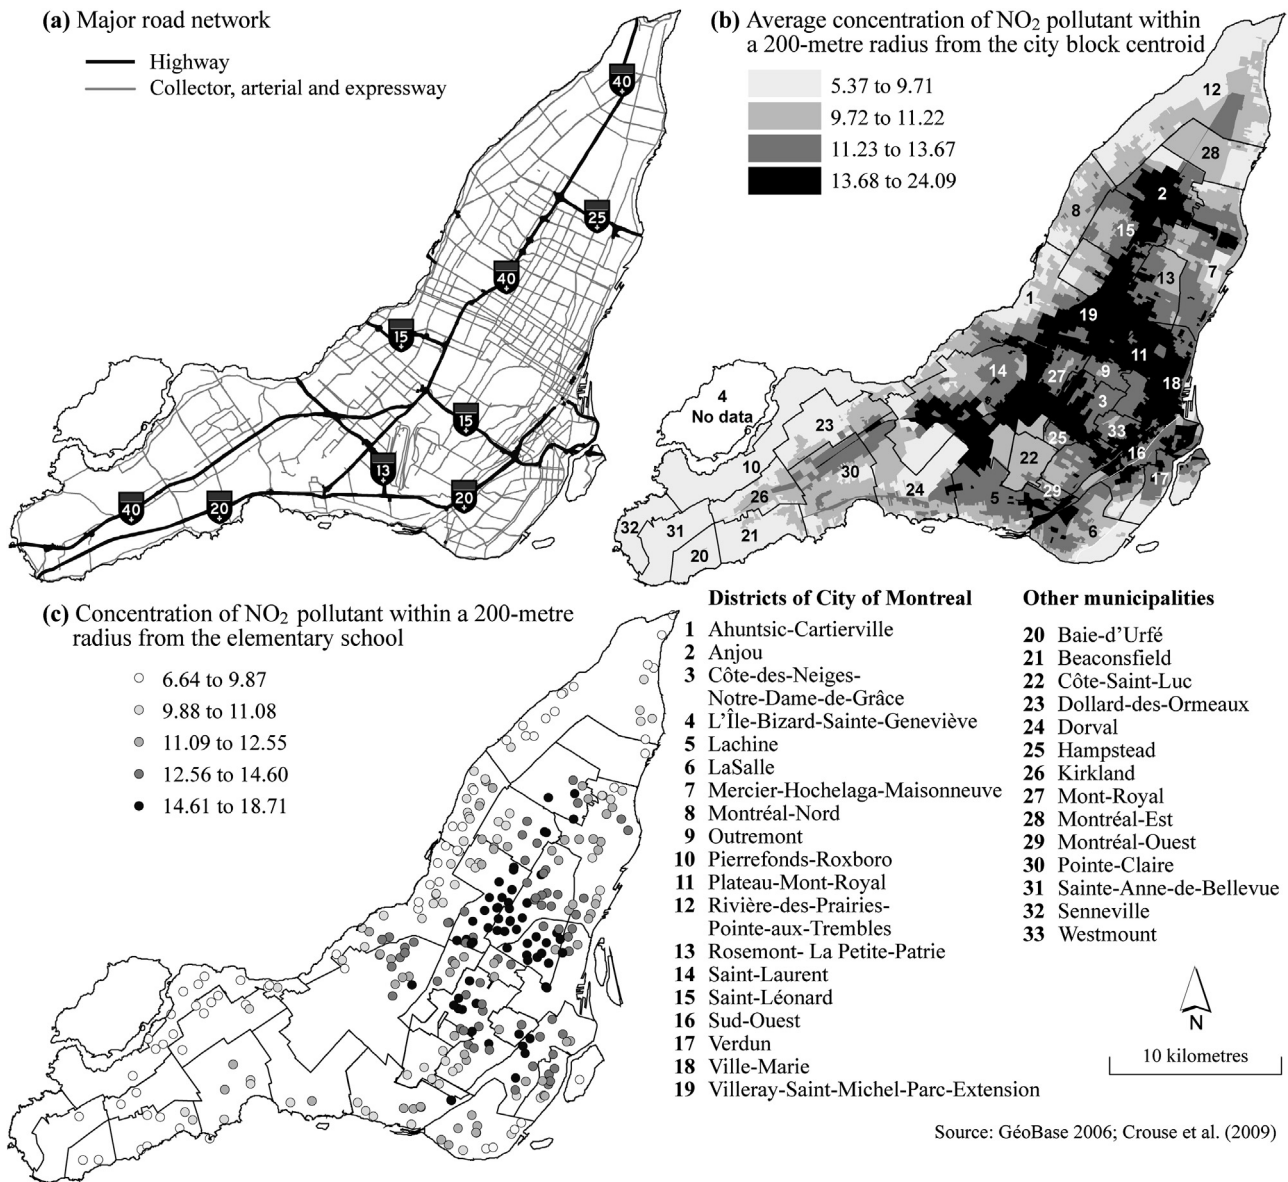 (a) Major road network
Highway
Collector, arterial and expressway
40
25
40
15
15
13
20
40
20
(b) Average concentration of NO₂ pollutant within
a 200-metre radius from the city block centroid
5.37 to 9.71
9.72 to 11.22
11.23 to 13.67
13.68 to 24.09
12
28
2
8
15
13
7
1
19
11
14
27
9
18
3
4
No data
23
33
25
16
22
10
30
17
24
5
29
26
6
32
31
21
20
(c) Concentration of NO₂ pollutant within a 200-metre
radius from the elementary school
6.64 to 9.87
9.88 to 11.08
11.09 to 12.55
12.56 to 14.60
14.61 to 18.71
Districts of City of Montreal
1 Ahuntsic-Cartierville
2 Anjou
3 Côte-des-Neiges-
Notre-Dame-de-Grâce
4 L’Île-Bizard-Sainte-Geneviève
5 Lachine
6 LaSalle
7 Mercier-Hochelaga-Maisonneuve
8 Montréal-Nord
9 Outremont
10 Pierrefonds-Roxboro
11 Plateau-Mont-Royal
12 Rivière-des-Prairies-
Pointe-aux-Trembles
13 Rosemont- La Petite-Patrie
14 Saint-Laurent
15 Saint-Léonard
16 Sud-Ouest
17 Verdun
18 Ville-Marie
19 Villeray-Saint-Michel-Parc-Extension
Other municipalities
20 Baie-d’Urfé
21 Beaconsfield
22 Côte-Saint-Luc
23 Dollard-des-Ormeaux
24 Dorval
25 Hampstead
26 Kirkland
27 Mont-Royal
28 Montréal-Est
29 Montréal-Ouest
30 Pointe-Claire
31 Sainte-Anne-de-Bellevue
32 Senneville
33 Westmount
N
10 kilometres
Source: GéoBase 2006; Crouse et al. (2009)